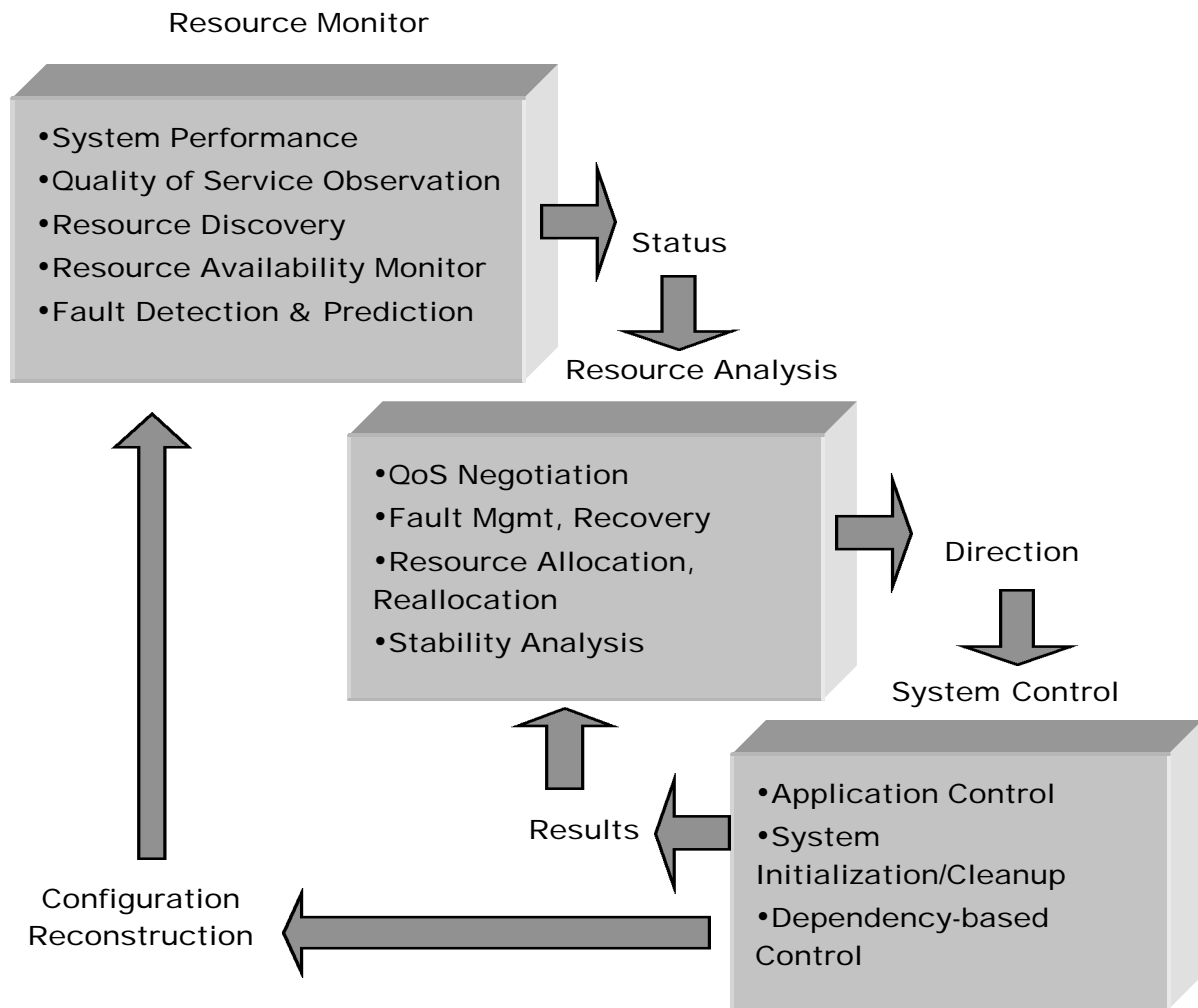 Resource Monitor
•System Performance
•Quality of Service Observation
•Resource Discovery
•Resource Availability Monitor
•Fault Detection & Prediction
Status
Resource Analysis
•QoS Negotiation
•Fault Mgmt, Recovery
•Resource Allocation,
Reallocation
•Stability Analysis
Direction
System Control
•Application Control
•System
Initialization/Cleanup
•Dependency-based
Control
Results
Configuration
Reconstruction